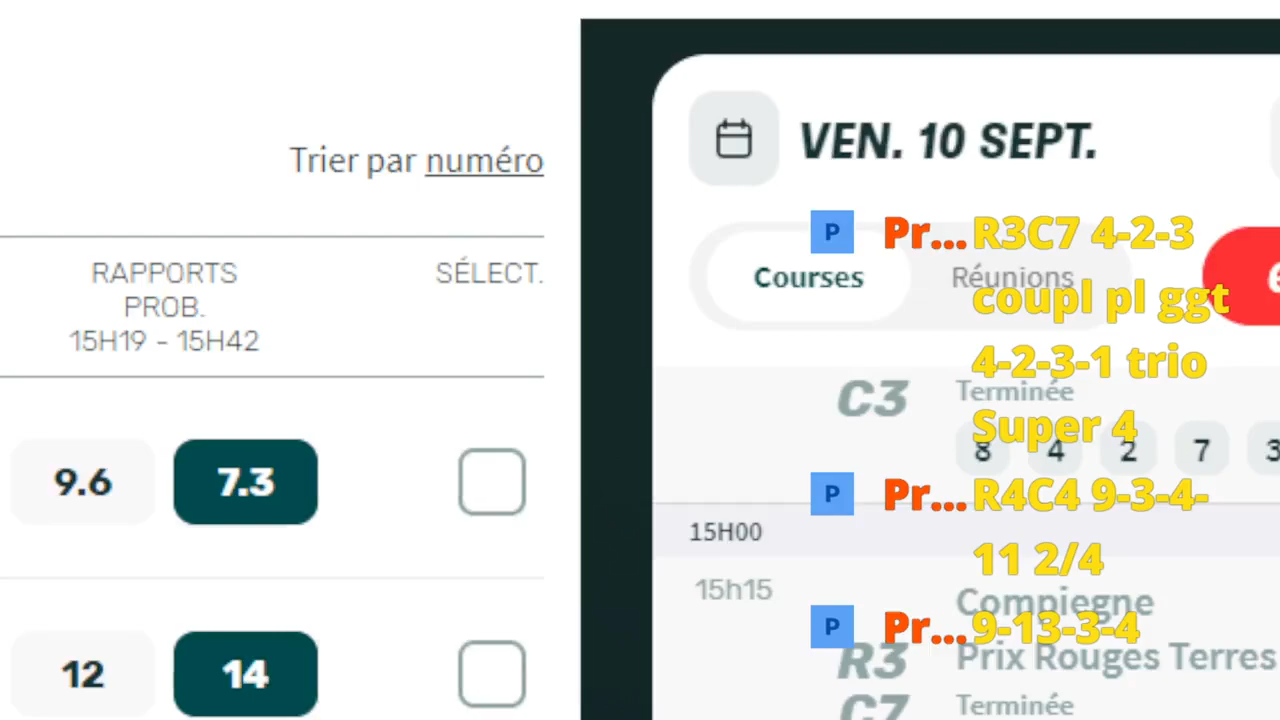 Trier par numéro
RAPPORTS
PROB.
15H19 - 15H42
SÉLECT.
9.6 7.3
12 14
VEN. 10 SEPT.
Courses Réunions
P Pr... R3C7 4-2-3
coupl pl ggt
4-2-3-1 trio
Super 4
C3 Terminée
8 4 2 7 3
P Pr... R4C4 9-3-4-
11 2/4
15H00
15h15
Compiegne
P Pr... 9-13-3-4
R3 Prix Rouges Terres
C7 Terminée